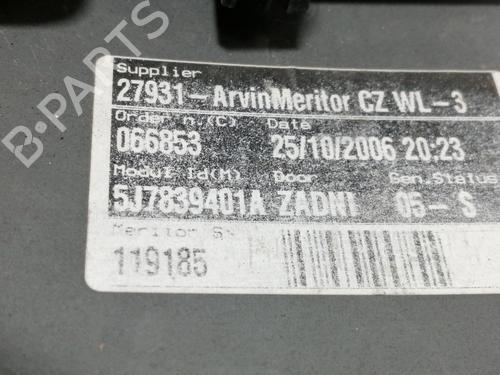 B-PARTS
Supplier
27931-ArvinMeritor CZ WL-3
Order n.(C) Date
066853 25/10/2006 20:23
Modul Id(M) Door Gen.Status
5J7839401A ZADNI 05-S
Meritor S
119185